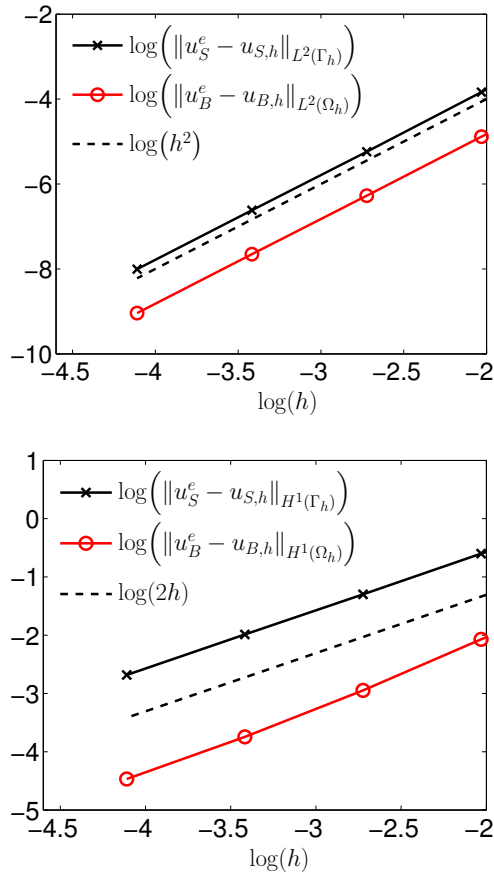 log(‖u_S^e − u_{S,h}‖_{L²(Γ_h)})
log(‖u_B^e − u_{B,h}‖_{L²(Ω_h)})
log(h²)
−4
−6
−8
−10
−4.5 −4 −3.5 −3 −2.5 −2
log(h)
1
log(‖u_S^e − u_{S,h}‖_{H¹(Γ_h)})
0
log(‖u_B^e − u_{B,h}‖_{H¹(Ω_h)})
−1
log(2h)
−2
−3
−4
−5
−4.5 −4 −3.5 −3 −2.5 −2
log(h)